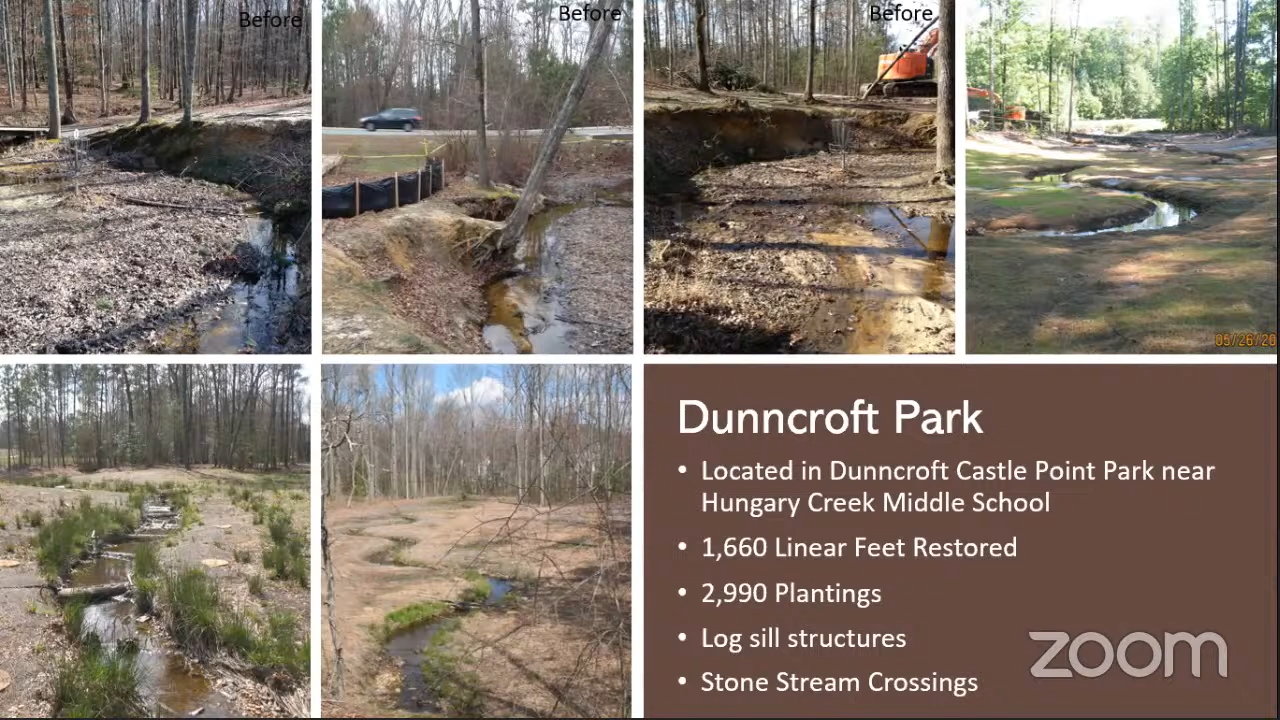 Before
Before
Before
05/26/20
Dunncroft Park
• Located in Dunncroft Castle Point Park near
Hungary Creek Middle School
• 1,660 Linear Feet Restored
• 2,990 Plantings
• Log sill structures
• Stone Stream Crossings
zoom